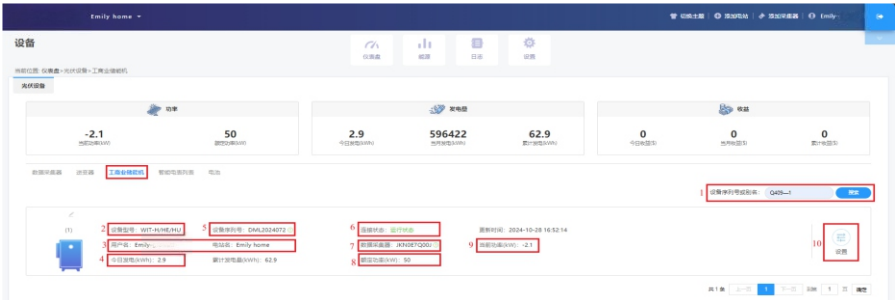 Emily home
切换主题 添加电站 添加采集器 Emily
设备
仪表盘 能源 日志 设置
当前位置: 仪表盘>光伏设备>工商业储能机
光伏设备
功率 发电量 收益
-2.1 50 2.9 596422 62.9 0 0 0
当前功率(kW) 额定功率(kW) 今日发电(kWh) 当月发电(kWh) 累计发电(kWh) 今日收益($) 当月收益($) 累计收益($)
数据采集器 逆变器 工商业储能机 智能电表列表 电池
1 设备序列号或别名: 搜索
(1) 2 设备型号: WIT-H/HE/HU 5 设备序列号: DML2024072 6 连接状态: 运行状态 更新时间: 2024-10-28 16:52:14
3 用户名: Emily- 电站名: Emily home 7 数据采集器: JKN3E7Q00J 9 当前功率(kW): -2.1 10 设置
4 今日发电(kWh): 2.9 累计发电量(kWh): 62.9 8 额定功率(kW): 50
共1条 上一页 1 下一页 到第 1 页 确定